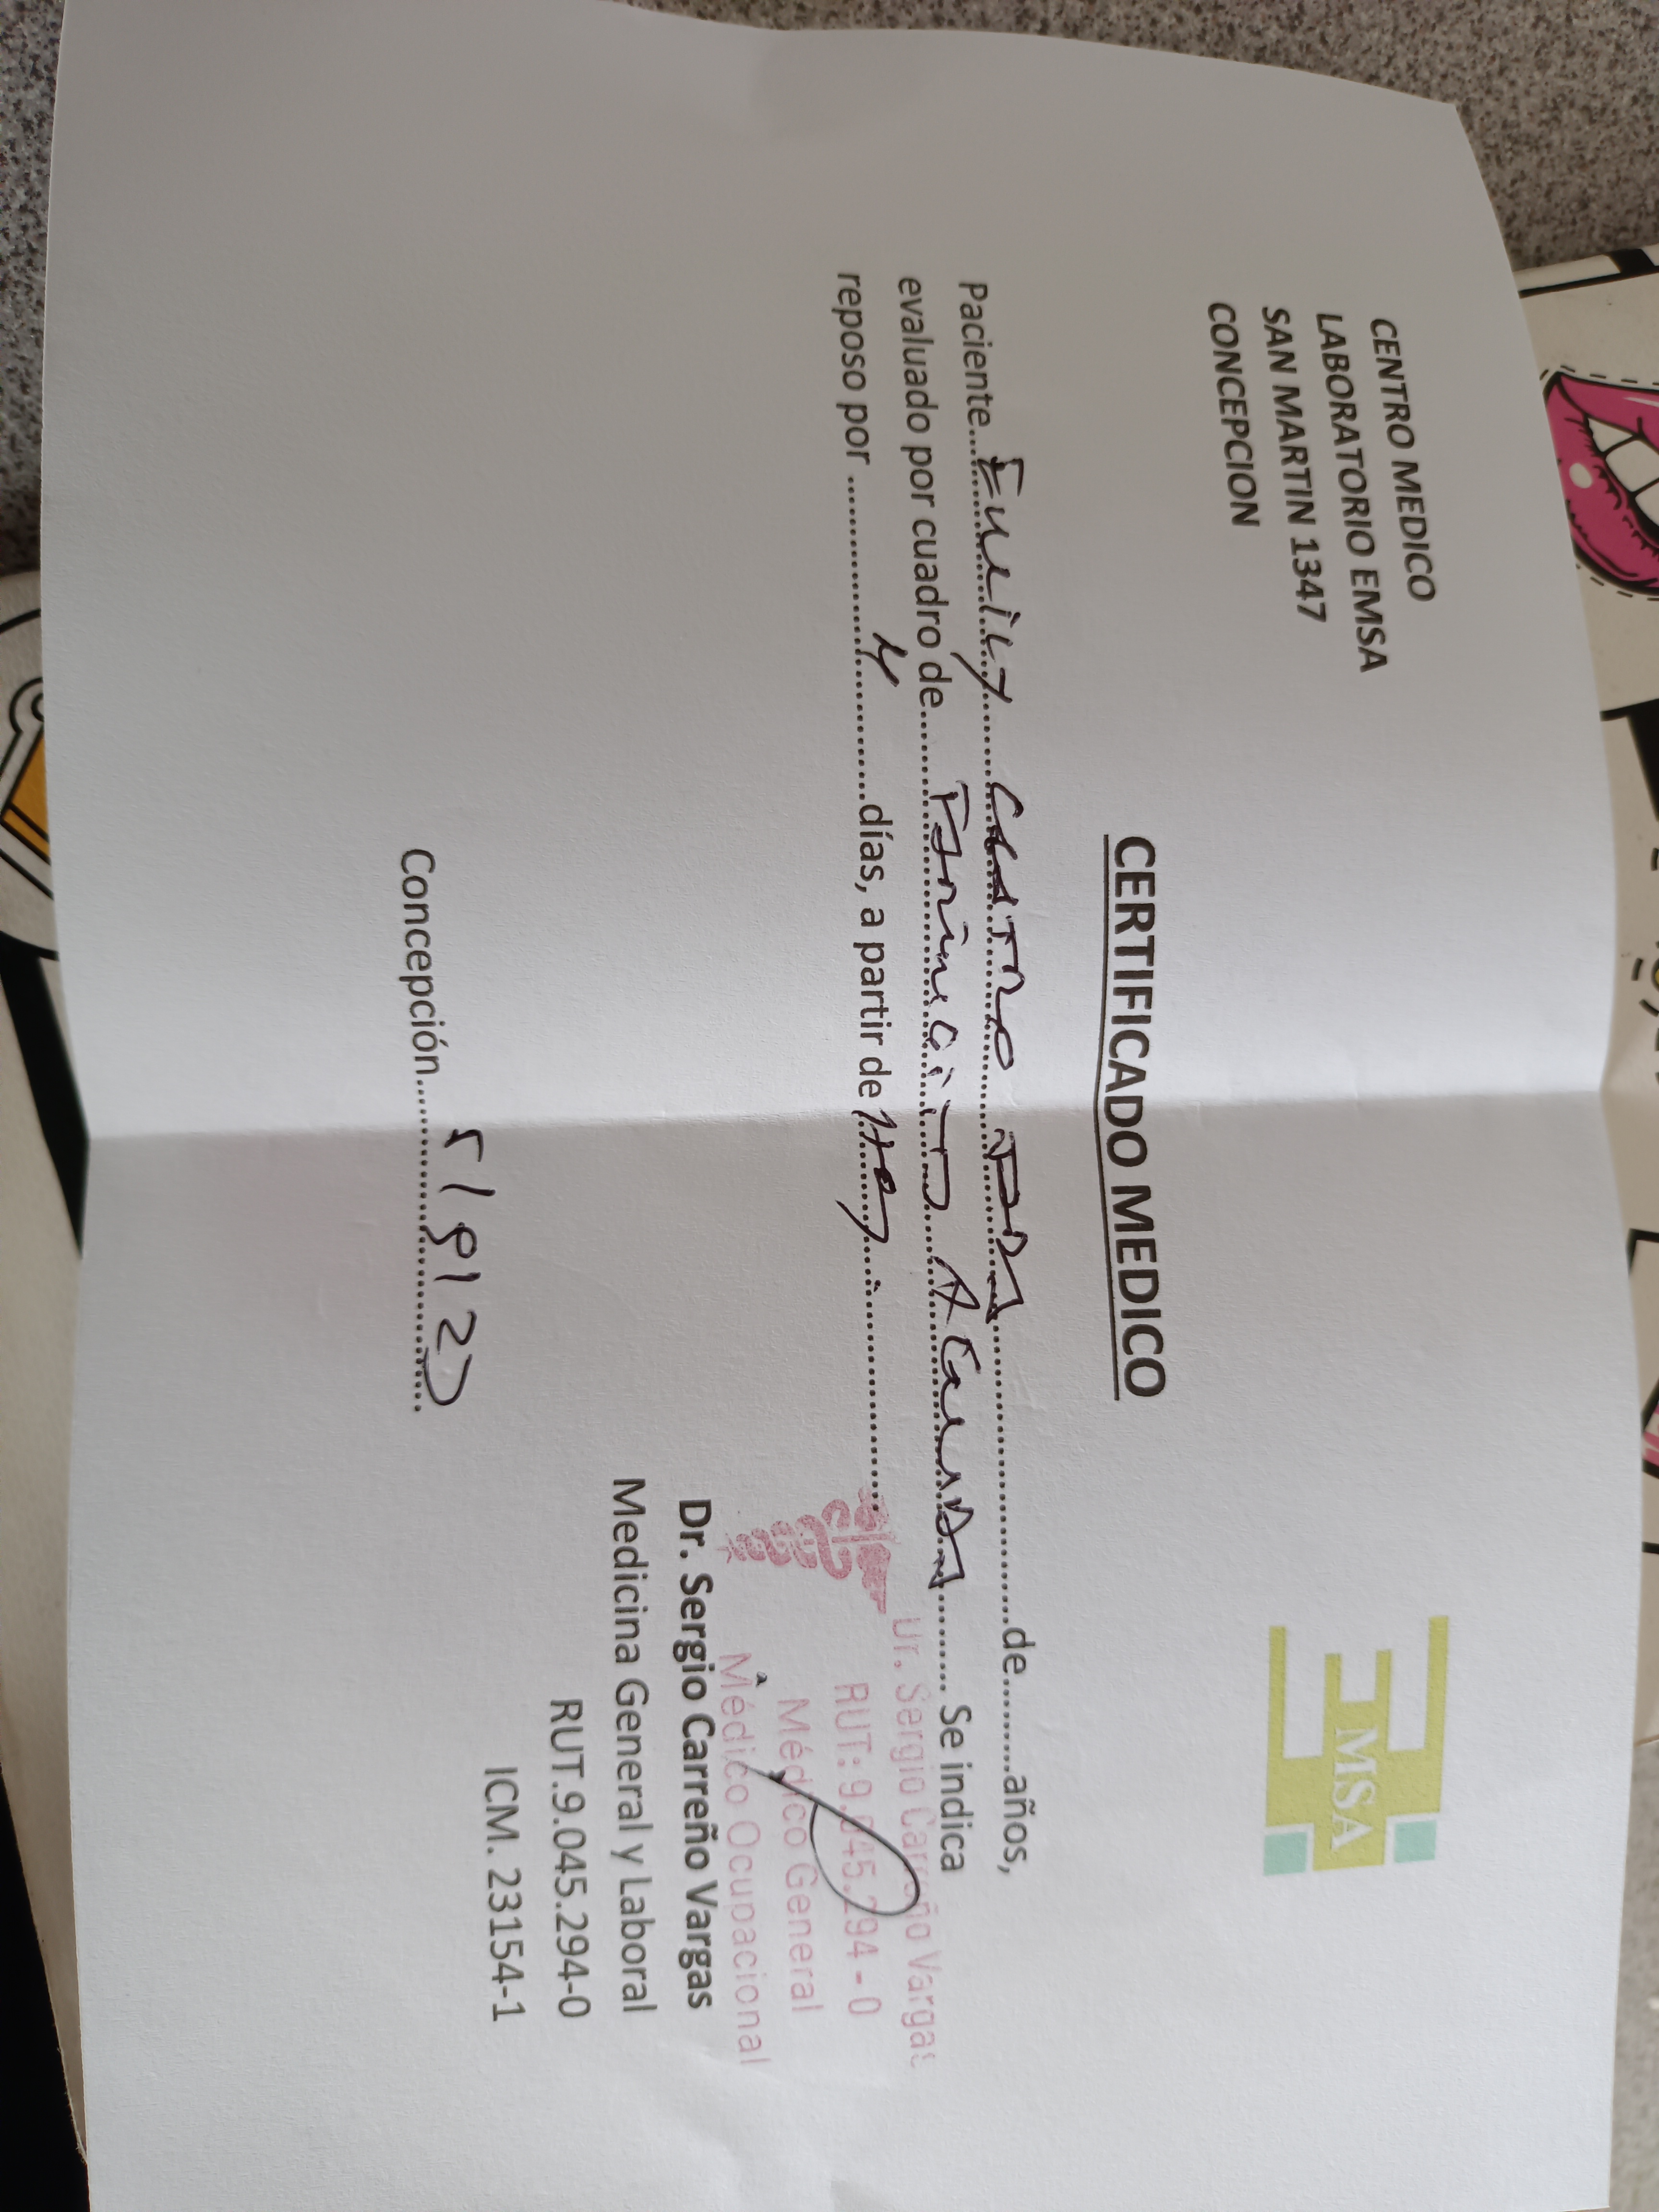 CENTRO MEDICO
LABORATORIO EMSA
SAN MARTIN 1347
CONCEPCION
EMSA
CERTIFICADO MEDICO
Paciente....Emily.....Castro.....de.........años,
evaluado por cuadro de....Faringitis Aguda........ Se indica
reposo por ..........4..........días, a partir de Hoy..................
Dr. Sergio Carreño Vargas
RUT: 9.045.294-0
Médico General
Médico Ocupacional
Dr. Sergio Carreño Vargas
Medicina General y Laboral
RUT.9.045.294-0
ICM. 23154-1
Concepción....5/9/2